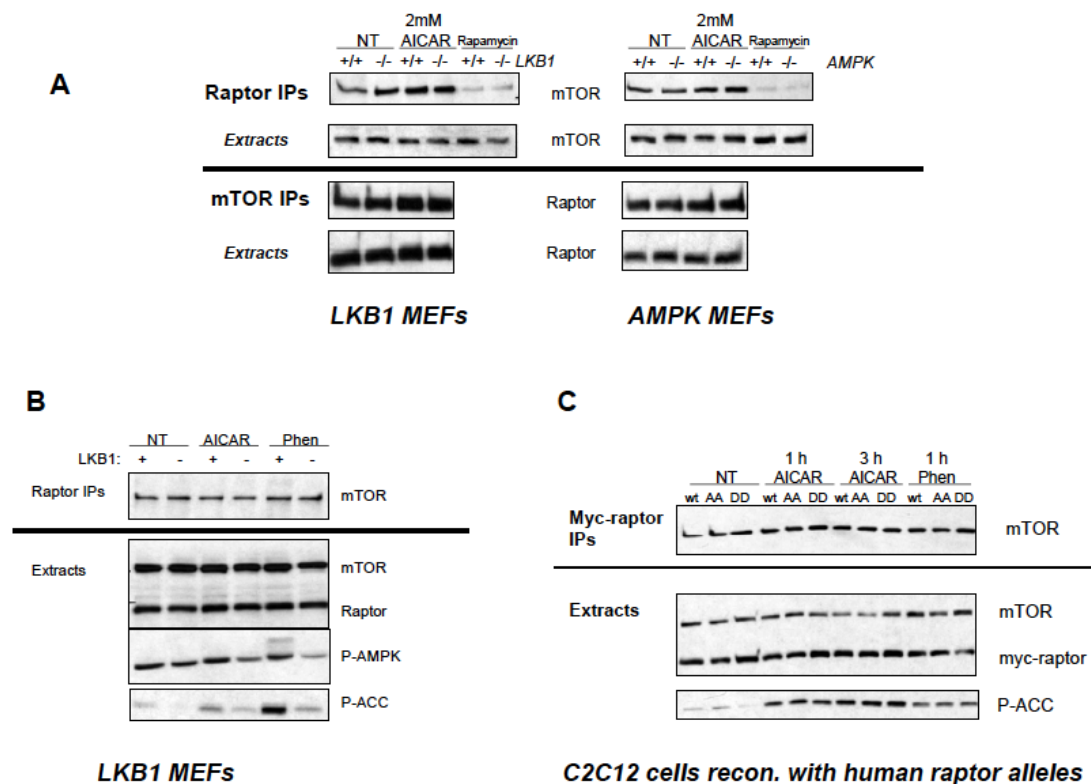 A
2mM
NT AICAR Rapamycin
+/+ -/- +/+ -/- +/+ -/- LKB1
Raptor IPs
mTOR
Extracts
mTOR
mTOR IPs
Raptor
Extracts
Raptor
LKB1 MEFs
2mM
NT AICAR Rapamycin
+/+ -/- +/+ -/- +/+ -/- AMPK
AMPK MEFs
B
NT AICAR Phen
LKB1: + - + - + -
Raptor IPs mTOR
Extracts mTOR
Raptor
P-AMPK
P-ACC
LKB1 MEFs
C
1 h 3 h 1 h
NT AICAR AICAR Phen
wt AA DD wt AA DD wt AA DD wt AA DD
Myc-raptor
IPs
mTOR
Extracts
mTOR
myc-raptor
P-ACC
C2C12 cells recon. with human raptor alleles